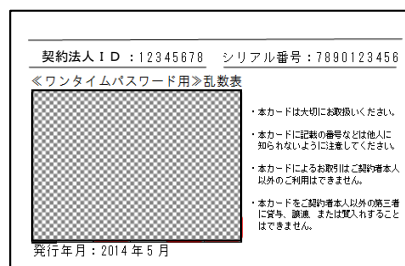 契約法人ＩＤ：12345678　シリアル番号：7890123456
≪ワンタイムパスワード用≫乱数表
・本カードは大切にお取扱いください。
・本カードに記載の番号などは他人に
知られないように注意してください。
・本カードによるお取引はご契約者本人
以外のご利用はできません。
・本カードをご契約者本人以外の第三者
に貸与、譲渡、または質入れすること
はできません。
発行年月：2014年5月